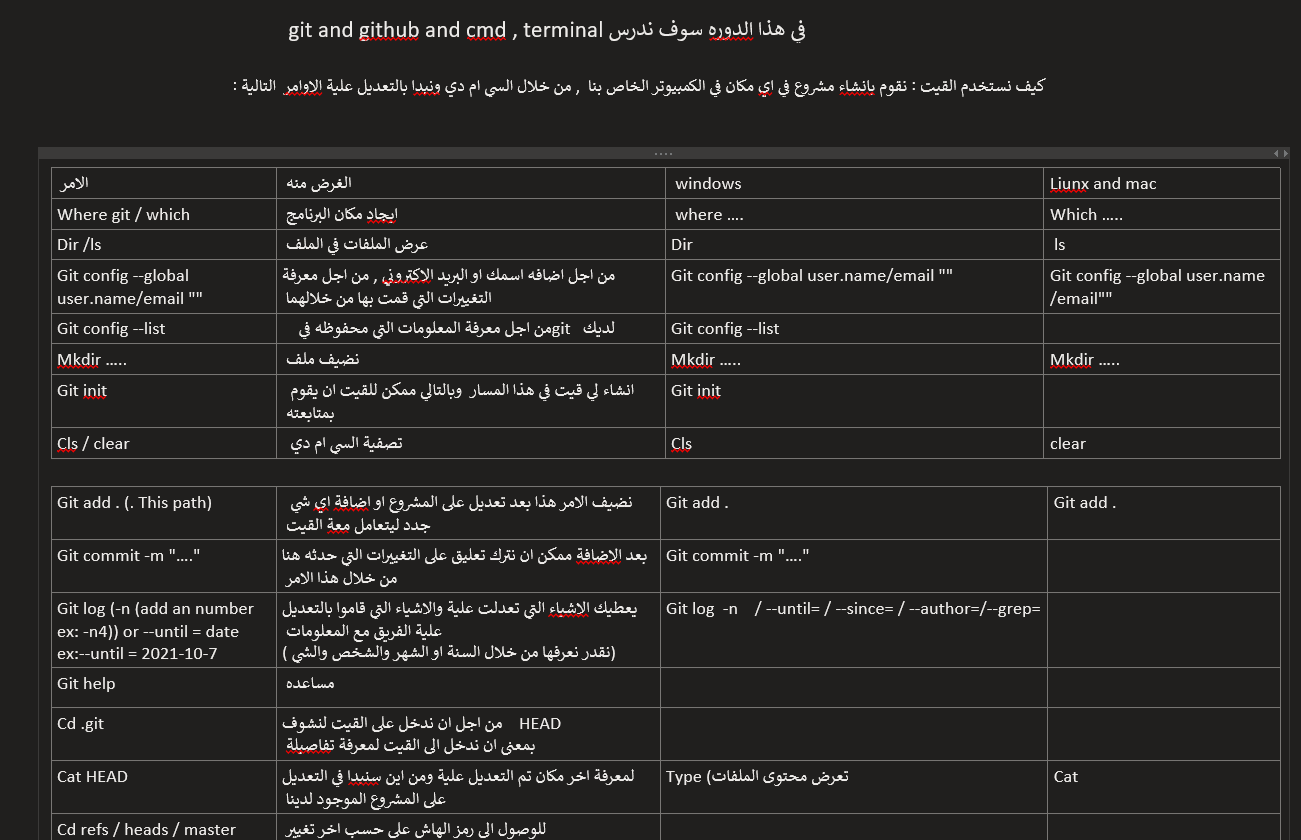 في هذا الدوره سوف ندرس git and github and cmd , terminal
كيف نستخدم القيت : نقوم بانشاء مشروع في اي مكان في الكمبيوتر الخاص بنا , من خلال السي ام دي ونبدا بالتعديل علية الاوامر التالية :
الامر
الغرض منه
windows
Liunx and mac
Where git / which
ايجاد مكان البرنامج
where ....
Which .....
Dir /ls
عرض الملفات في الملف
Dir
ls
Git config --global
user.name/email ""
من اجل اضافه اسمك او البريد الاكتروني , من اجل معرفة
التغييرات التي قمت بها من خلالهما
Git config --global user.name/email ""
Git config --global user.name
/email""
Git config --list
لديك gitمن اجل معرفة المعلومات التي محفوظه في
Git config --list
Mkdir .....
نضيف ملف
Mkdir .....
Mkdir .....
Git init
انشاء لي قيت في هذا المسار وبالتالي ممكن للقيت ان يقوم
بمتابعته
Git init
Cls / clear
تصفية السي ام دي
Cls
clear
Git add . (. This path)
نضيف الامر هذا بعد تعديل على المشروع او اضافة اي شي
جدد ليتعامل معة القيت
Git add .
Git add .
Git commit -m "...."
بعد الاضافة ممكن ان نترك تعليق على التغييرات التي حدثه هنا
من خلال هذا الامر
Git commit -m "...."
Git log (-n (add an number
ex: -n4)) or --until = date
ex:--until = 2021-10-7
يعطيك الاشياء التي تعدلت علية والاشياء التي قاموا بالتعديل
علية الفريق مع المعلومات
(نقدر نعرفها من خلال السنة او الشهر والشخص والشي )
Git log -n / --until= / --since= / --author=/--grep=
Git help
مساعده
Cd .git
من اجل ان ندخل على القيت لنشوف HEAD
بمعنى ان ندخل الى القيت لمعرفة تفاصيلة
Cat HEAD
لمعرفة اخر مكان تم التعديل علية ومن اين سنبدا في التعديل
على المشروع الموجود لدينا
Type (تعرض محتوى الملفات
Cat
Cd refs / heads / master
للوصول الى رمز الهاش على حسب اخر تغيير